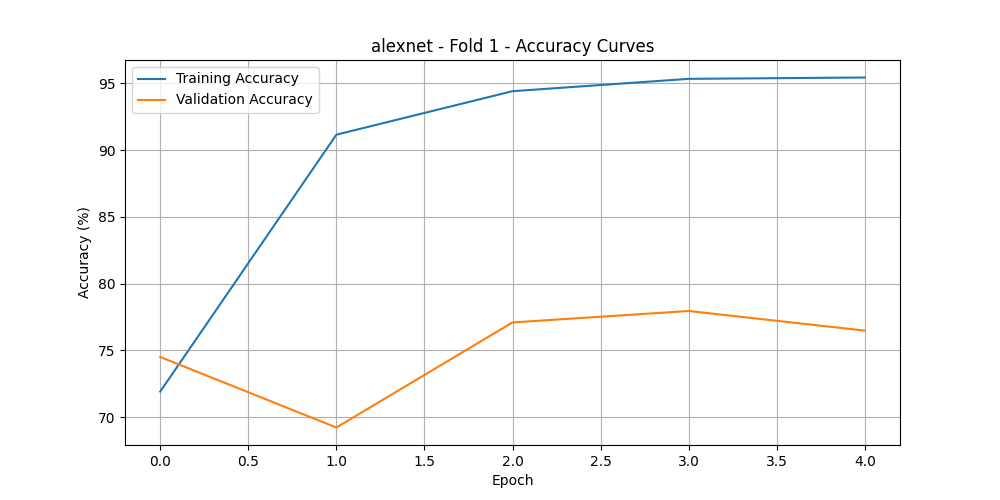 alexnet - Fold 1 - Accuracy Curves
Training Accuracy
Validation Accuracy
Accuracy (%)
95
90
85
80
75
70
0.0 0.5 1.0 1.5 2.0 2.5 3.0 3.5 4.0
Epoch